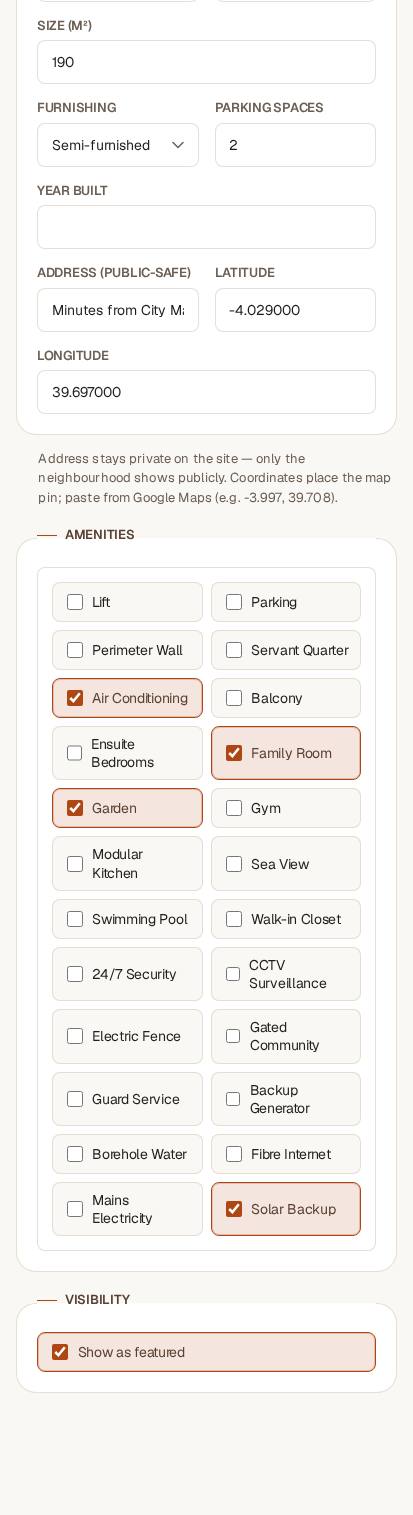 SIZE (M²)
190
FURNISHING
PARKING SPACES
Semi-furnished
2
YEAR BUILT
ADDRESS (PUBLIC-SAFE)
LATITUDE
Minutes from City Ma
-4.029000
LONGITUDE
39.697000
Address stays private on the site — only the
neighbourhood shows publicly. Coordinates place the map
pin; paste from Google Maps (e.g. -3.997, 39.708).
AMENITIES
Lift
Parking
Perimeter Wall
Servant Quarter
Air Conditioning
Balcony
Ensuite
Bedrooms
Family Room
Garden
Gym
Modular
Kitchen
Sea View
Swimming Pool
Walk-in Closet
24/7 Security
CCTV
Surveillance
Electric Fence
Gated
Community
Guard Service
Backup
Generator
Borehole Water
Fibre Internet
Mains
Electricity
Solar Backup
VISIBILITY
Show as featured